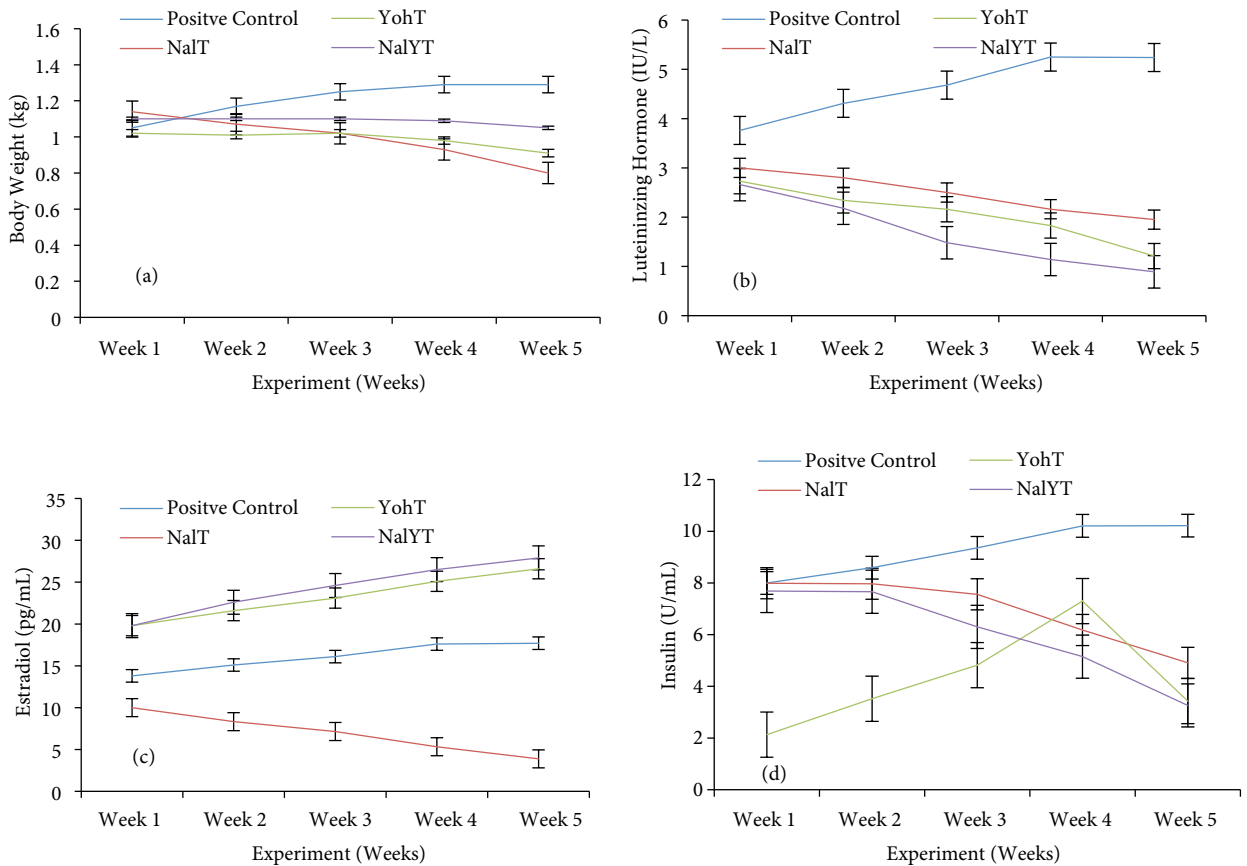 Positve Control
YohT
NalT
NalYT
1.6
1.4
1.2
1
0.8
0.6
0.4
0.2
0
Body Weight (kg)
(a)
Week 1 Week 2 Week 3 Week 4 Week 5
Experiment (Weeks)
Positve Control
YohT
NalT
NalYT
6
5
4
3
2
1
0
Luteininzing Hormone (IU/L)
(b)
Week 1 Week 2 Week 3 Week 4 Week 5
Experiment (Weeks)
Positve Control
YohT
NalT
NalYT
35
30
25
20
15
10
5
0
Estradiol (pg/mL)
(c)
Week 1 Week 2 Week 3 Week 4 Week 5
Experiment (Weeks)
Positve Control
YohT
NalT
NalYT
12
10
8
6
4
2
0
Insulin (U/mL)
(d)
Week 1 Week 2 Week 3 Week 4 Week 5
Experiment (Weeks)